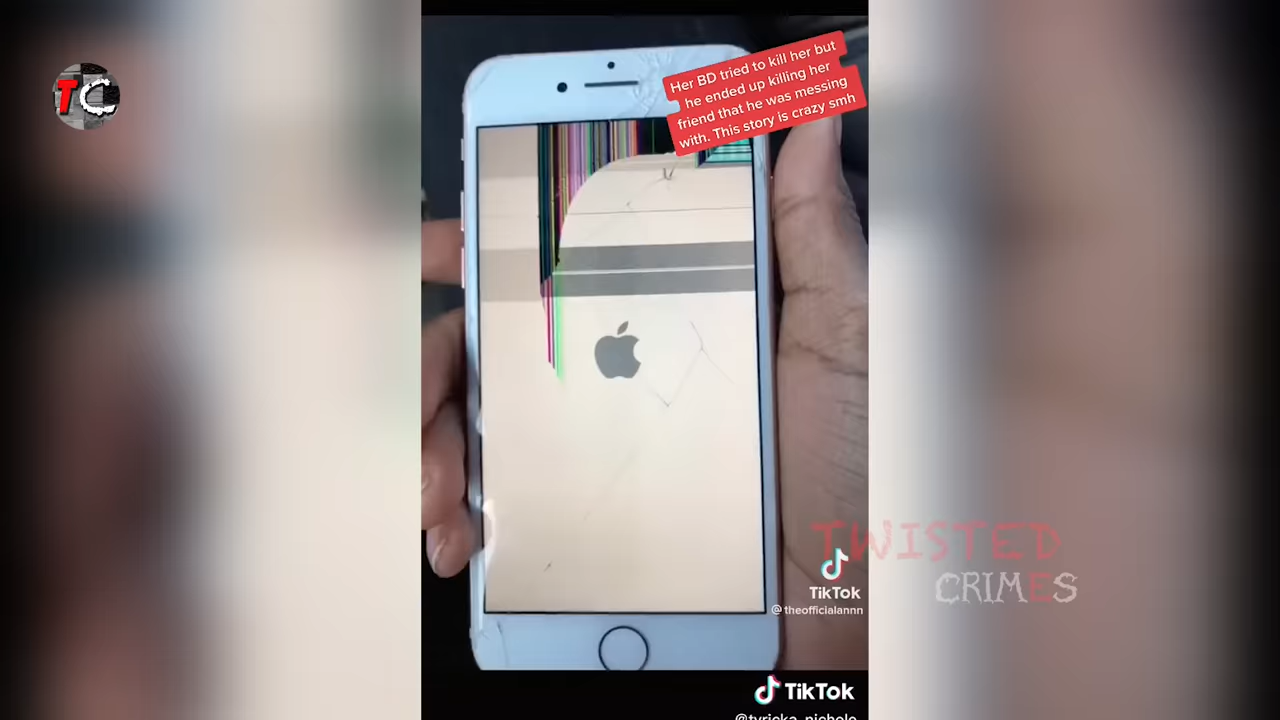 TC
Her BD tried to kill her but
he ended up killing her
friend that he was messing
with. This story is crazy smh
TWISTED
CRIMES
TikTok
@theofficialannn
TikTok
@tyricka_nichole